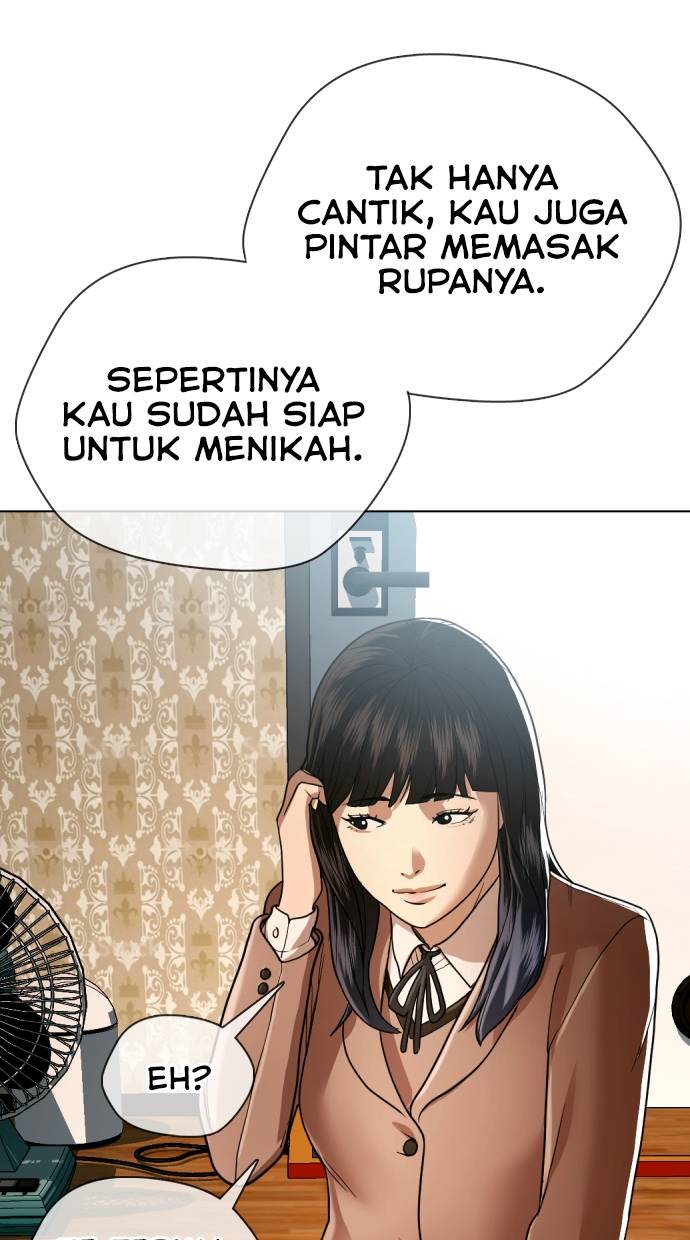 TAK HANYA
CANTIK, KAU JUGA
PINTAR MEMASAK
RUPANYA.
SEPERTINYA
KAU SUDAH SIAP
UNTUK MENIKAH.
EH?